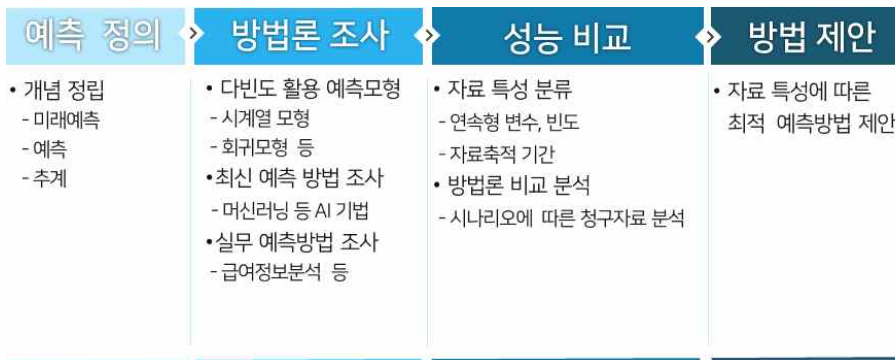 예측 정의
• 개념 정립
- 미래예측
- 예측
- 추계
방법론 조사
• 다빈도 활용 예측모형
- 시계열 모형
- 회귀모형 등
•최신 예측 방법 조사
- 머신러닝 등 AI 기법
•실무 예측방법 조사
- 급여정보분석 등
성능 비교
• 자료 특성 분류
- 연속형 변수, 빈도
- 자료축적 기간
• 방법론 비교 분석
- 시나리오에 따른 청구자료 분석
방법 제안
• 자료 특성에 따른
최적 예측방법 제안